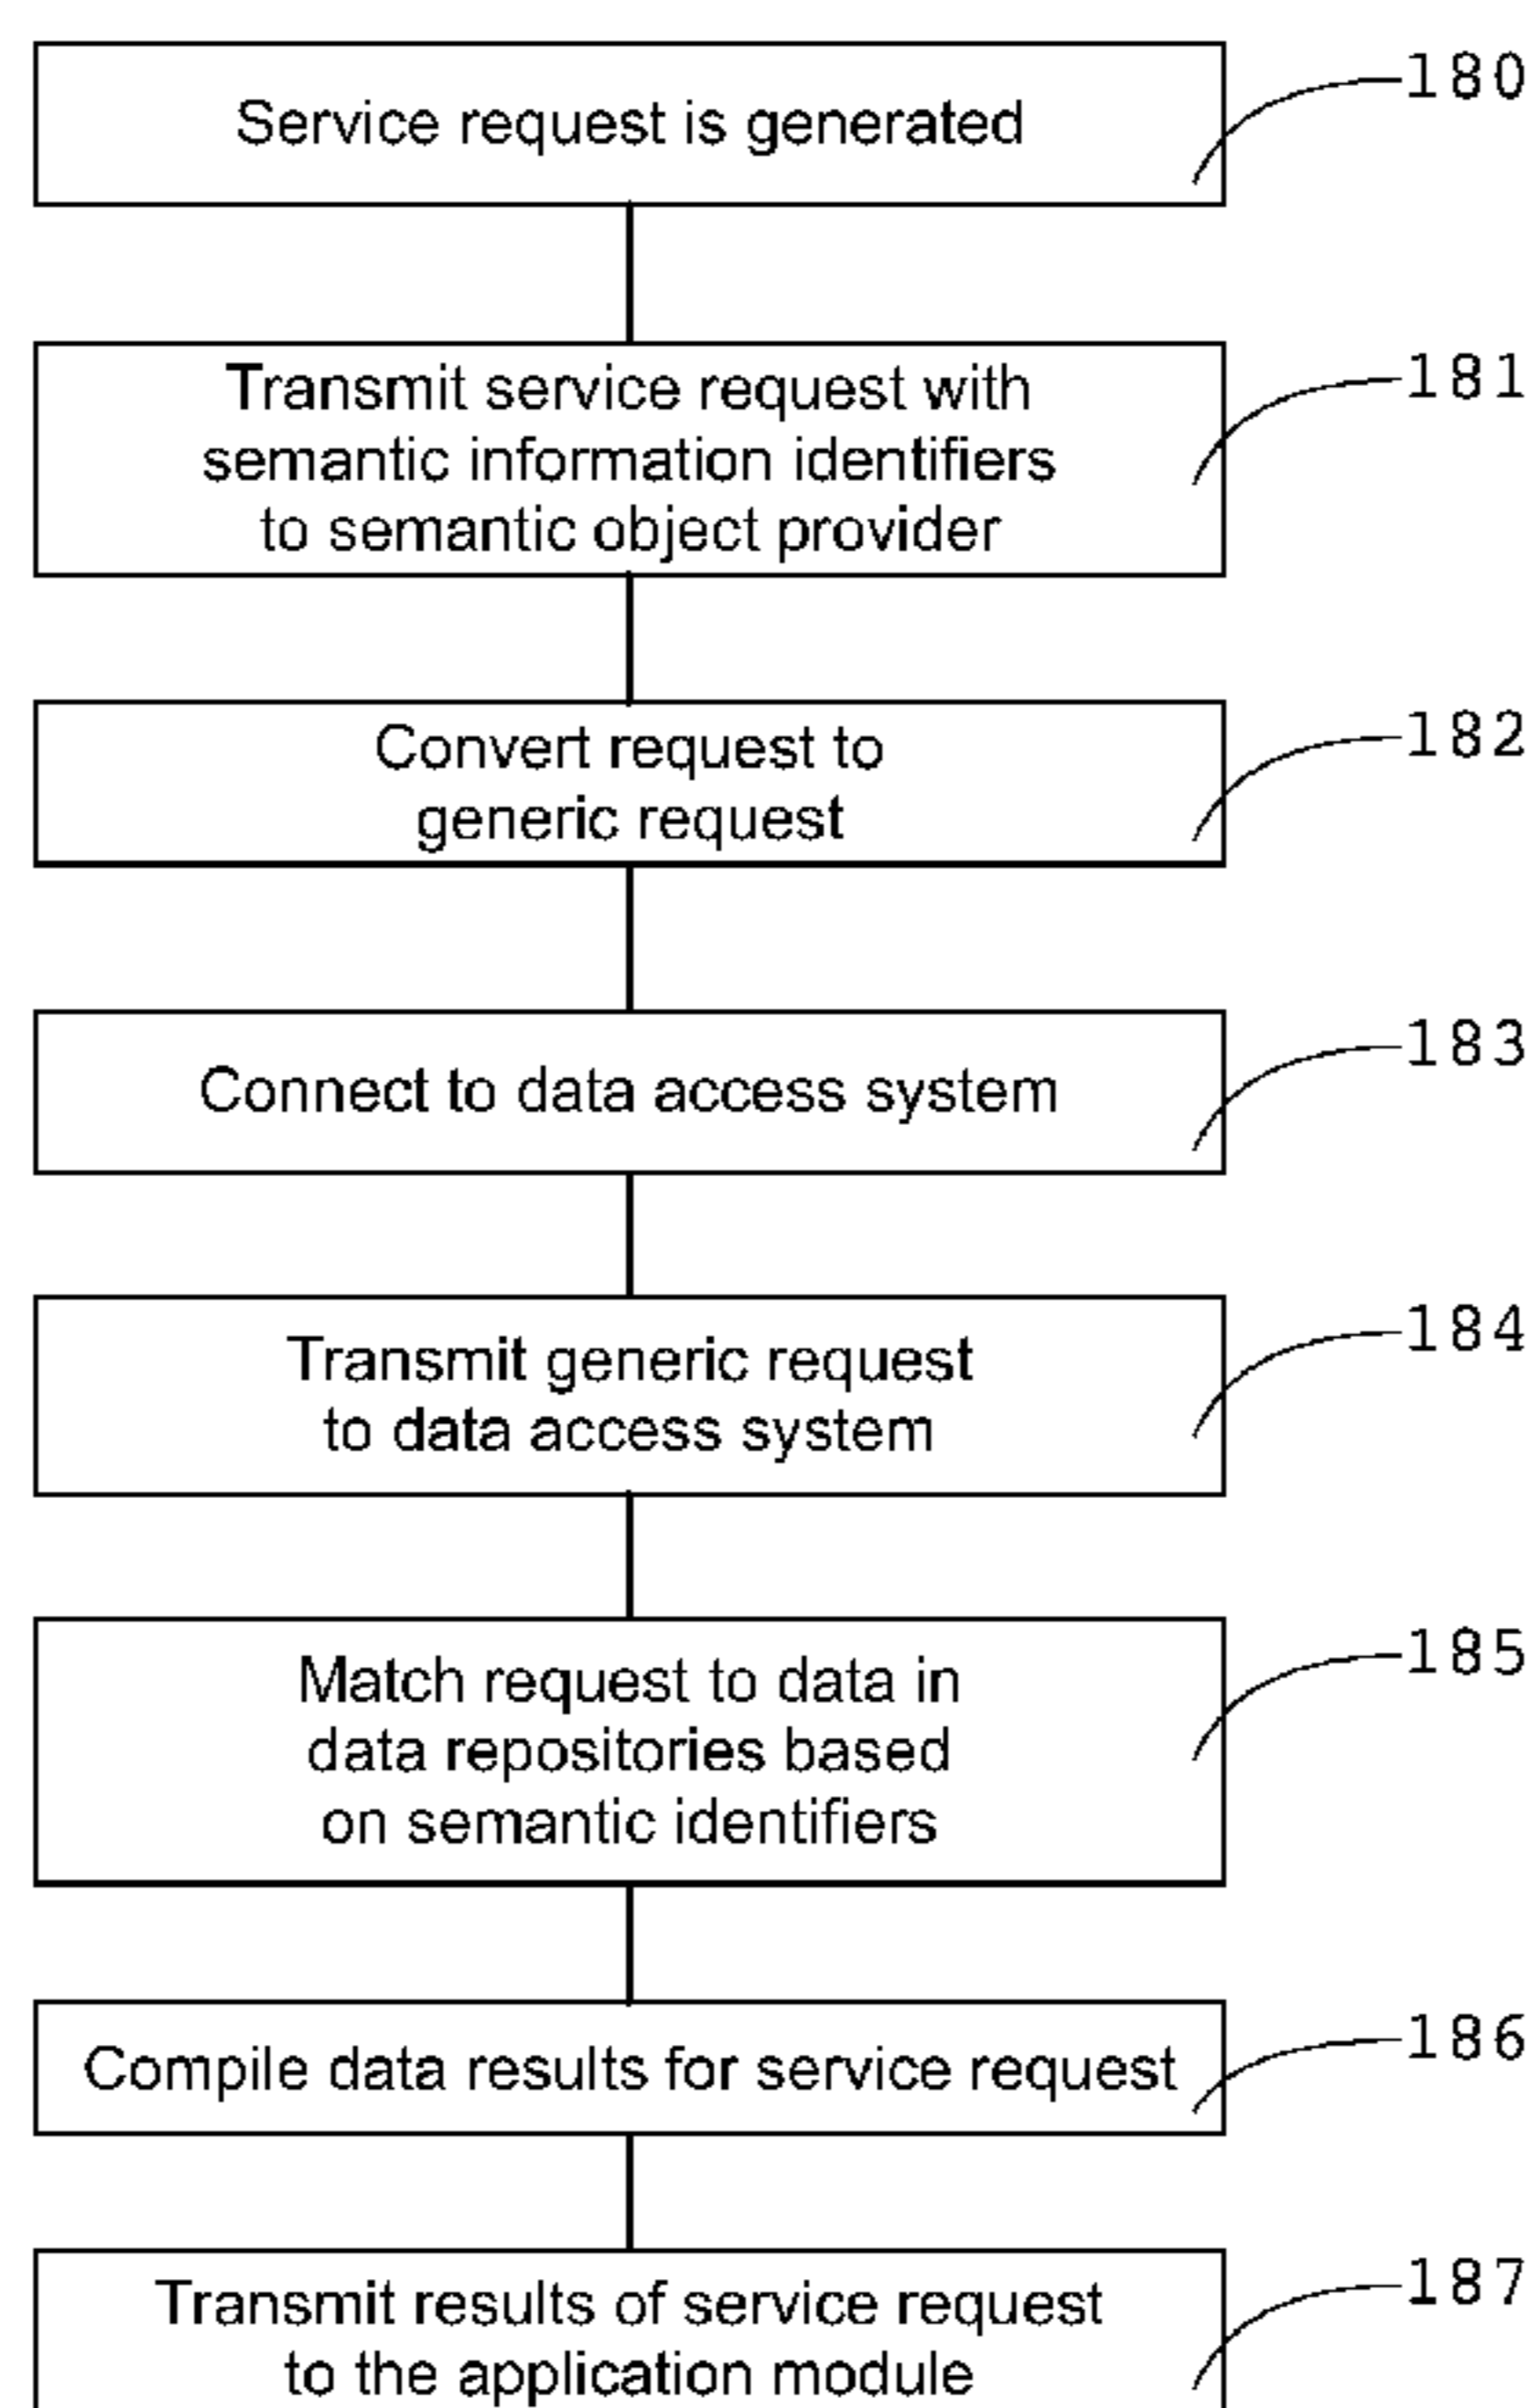 Service request is generated
180
Transmit service request with
semantic information identifiers
to semantic object provider
181
Convert request to
generic request
182
Connect to data access system
183
Transmit generic request
to data access system
184
Match request to data in
data repositories based
on semantic identifiers
185
Compile data results for service request
186
Transmit results of service request
to the application module
187